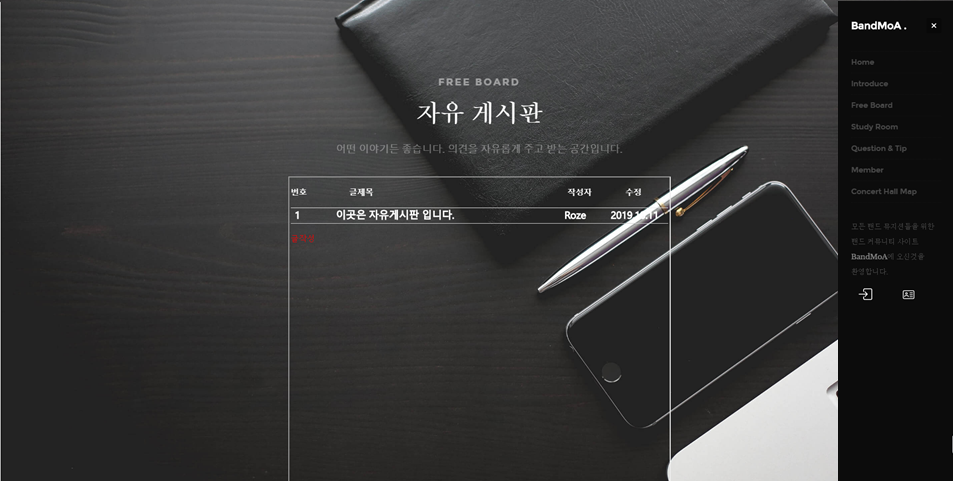 FREE BOARD
자유 게시판
어떤 이야기든 좋습니다. 의견을 자유롭게 주고 받는 공간입니다.
번호 글제목 작성자 수정
1 이곳은 자유게시판 입니다. Roze 2019.12.11
BandMoA .
Home
Introduce
Free Board
Study Room
Question & Tip
Member
Concert Hall Map
모든 밴드 뮤지션들을 위한
밴드 커뮤니티 사이트
BandMoA에 오신것을
환영합니다.